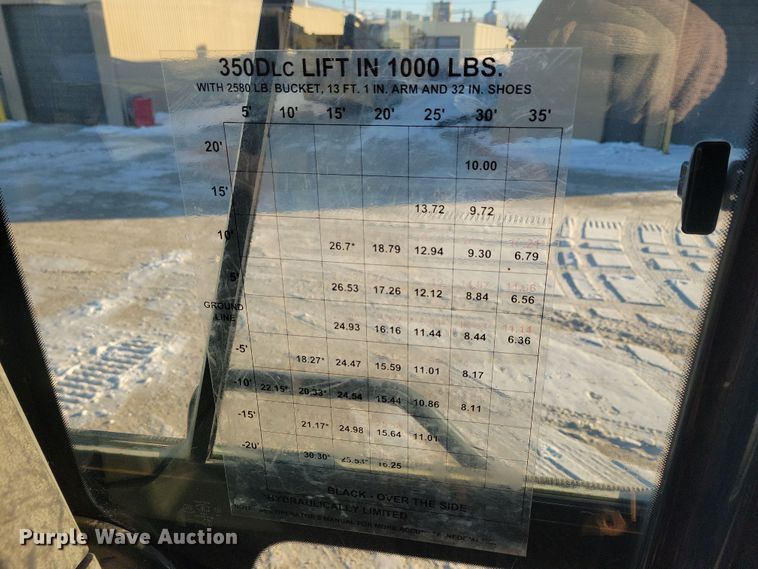 350DLC LIFT IN 1000 LBS.
WITH 2580 LB. BUCKET, 13 FT. 1 IN. ARM AND 32 IN. SHOES
5' 10' 15' 20' 25' 30' 35'
20' 10.00
15' 13.72 9.72
10' 26.7* 18.79 12.94 9.30 6.79
5' 26.53 17.26 12.12 8.84 6.56
GROUND
LINE 24.93 16.16 11.44 8.44 6.36
-5' 18.27* 24.47 15.59 11.01 8.17
-10' 22.15* 20.33* 24.54 15.44 10.86 8.11
-15' 21.17* 24.98 15.64 11.01
-20' 30.30* 16.25
BLACK - OVER THE SIDE
HYDRAULICALLY LIMITED
OPERATOR'S MANUAL FOR MORE
Purple Wave Auction